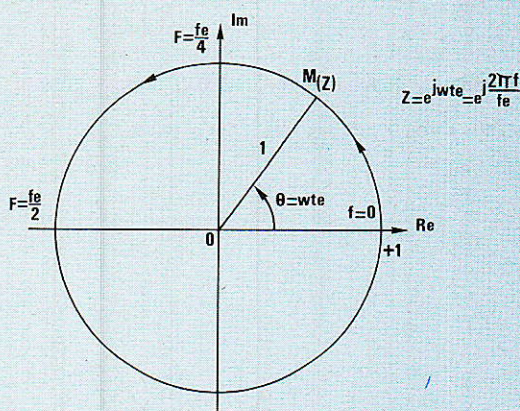 Im
F=fe/4
M(Z)
Z=e^jwte=e^j2πf/fe
1
F=fe/2
θ=wte
f=0
0
Re
+1